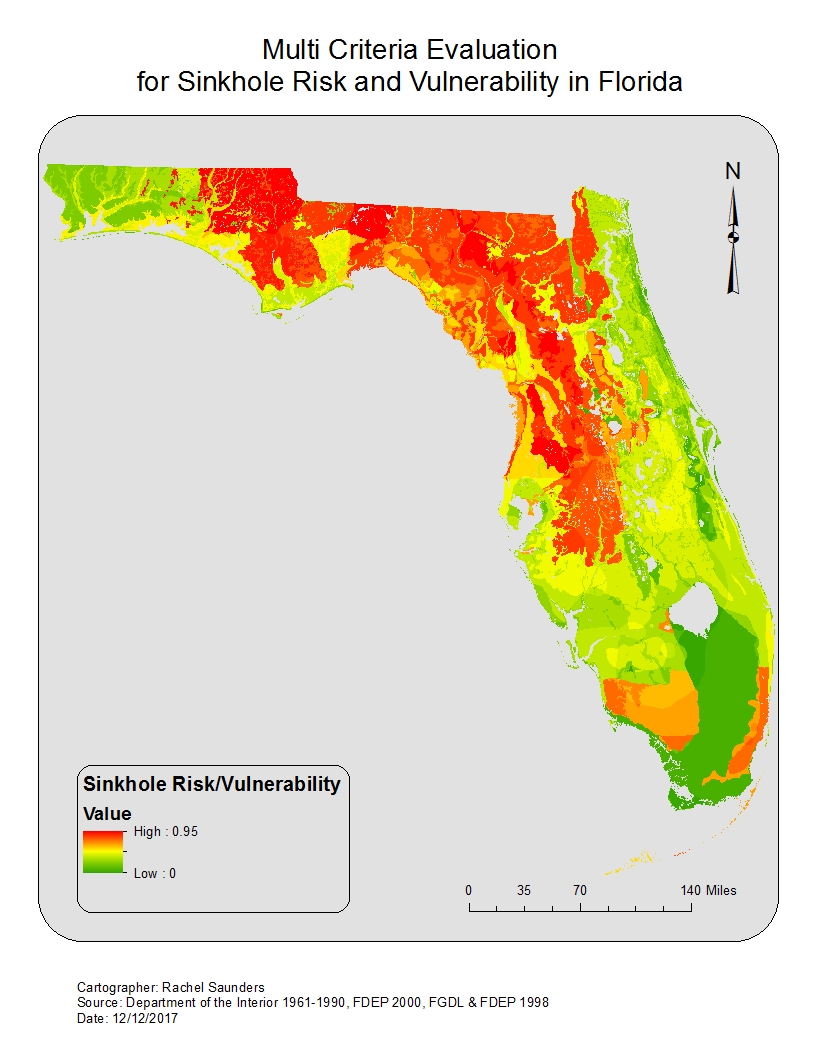 Multi Criteria Evaluation
for Sinkhole Risk and Vulnerability in Florida
N
Sinkhole Risk/Vulnerability
Value
High : 0.95
Low : 0
0 35 70 140 Miles
Cartographer: Rachel Saunders
Source: Department of the Interior 1961-1990, FDEP 2000, FGDL & FDEP 1998
Date: 12/12/2017